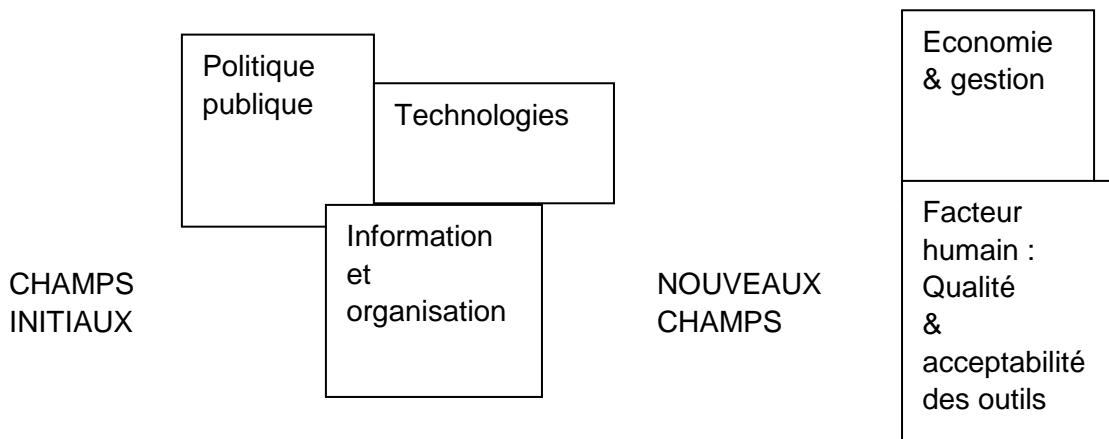 Politique
publique
Technologies
Information
et
organisation
CHAMPS
INITIAUX
NOUVEAUX
CHAMPS
Economie
& gestion
Facteur
humain :
Qualité
&
acceptabilité
des outils